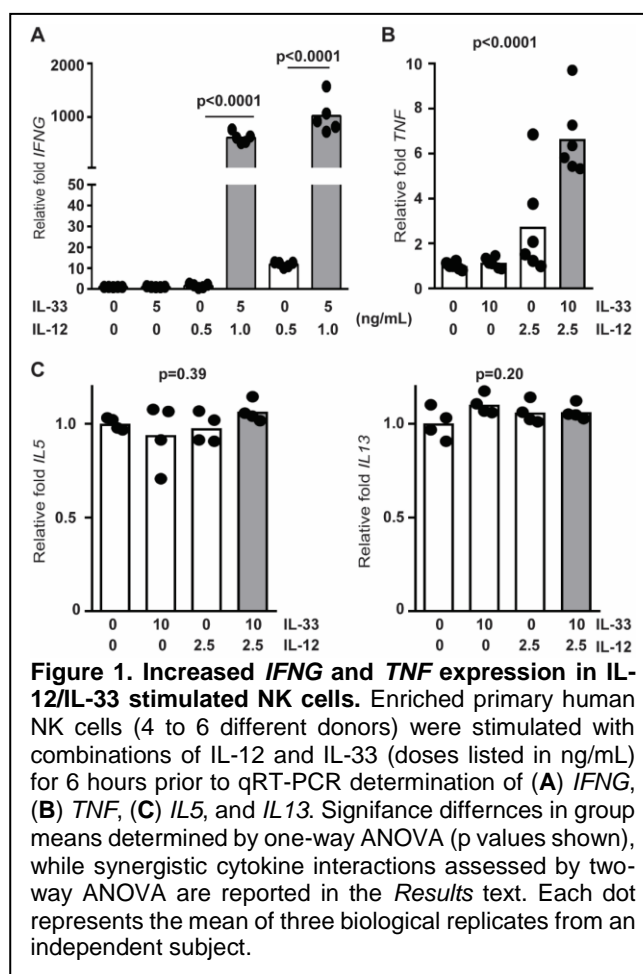 A
Relative fold IFNG
2000
1000
50
40
30
20
10
0
p<0.0001
p<0.0001
IL-33 0 5 0 5 0 5
IL-12 0 0 0.5 1.0 0.5 1.0
(ng/mL)
B
p<0.0001
Relative fold TNF
10
8
6
4
2
0
0 10 0 10 IL-33
0 0 2.5 2.5 IL-12
C
p=0.39
Relative fold IL5
1.0
0.5
0
0 10 0 10 IL-33
0 0 2.5 2.5 IL-12
p=0.20
Relative fold IL13
1.0
0.5
0
0 10 0 10 IL-33
0 0 2.5 2.5 IL-12
Figure 1. Increased IFNG and TNF expression in IL-
12/IL-33 stimulated NK cells. Enriched primary human
NK cells (4 to 6 different donors) were stimulated with
combinations of IL-12 and IL-33 (doses listed in ng/mL)
for 6 hours prior to qRT-PCR determination of (A) IFNG,
(B) TNF, (C) IL5, and IL13. Signifance differnces in group
means determined by one-way ANOVA (p values shown),
while synergistic cytokine interactions assessed by two-
way ANOVA are reported in the Results text. Each dot
represents the mean of three biological replicates from an
independent subject.